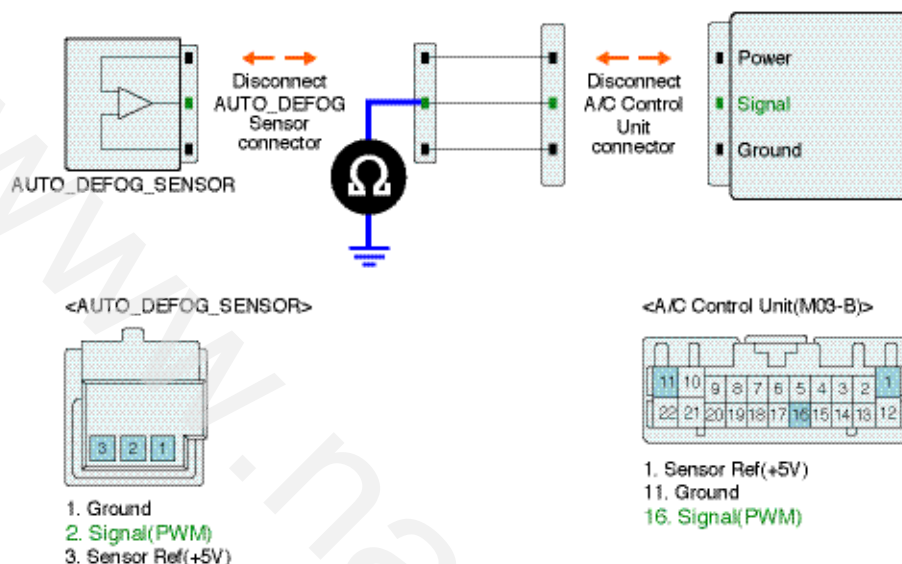 Power
Disconnect
AUTO_DEFOG
Sensor
connector
Disconnect
A/C Control
Unit
connector
Signal
Ground
Ω
AUTO_DEFOG_SENSOR
<AUTO_DEFOG_SENSOR>
3 2 1
1. Ground
2. Signal(PWM)
3. Sensor Ref(+5V)
<A/C Control Unit(M03-B)>
11 10 9 8 7 6 5 4 3 2 1
22 21 20 19 18 17 16 15 14 13 12
1. Sensor Ref(+5V)
11. Ground
16. Signal(PWM)
www.na